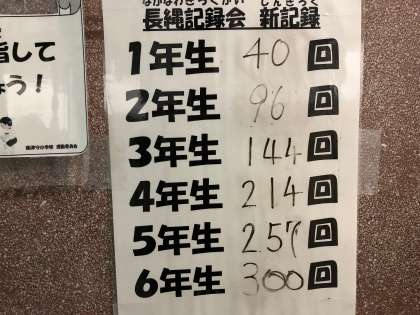 指して
ょう！
ながなわきろくかい しんきろく
長縄記録会 新記録
1年生 40 回
2年生 96 回
3年生 144 回
4年生 214 回
5年生 257 回
6年生 300 回